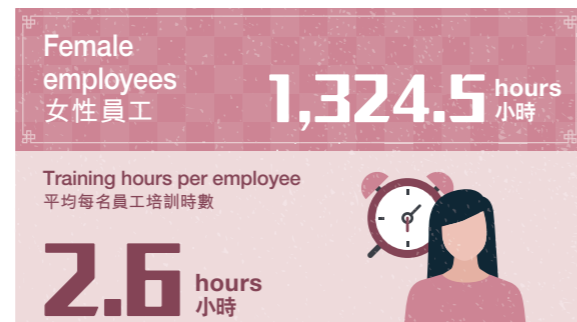 Female
employees
女性員工
1,324.5 hours
小時
Training hours per employee
平均每名員工培訓時數
2.6 hours
小時